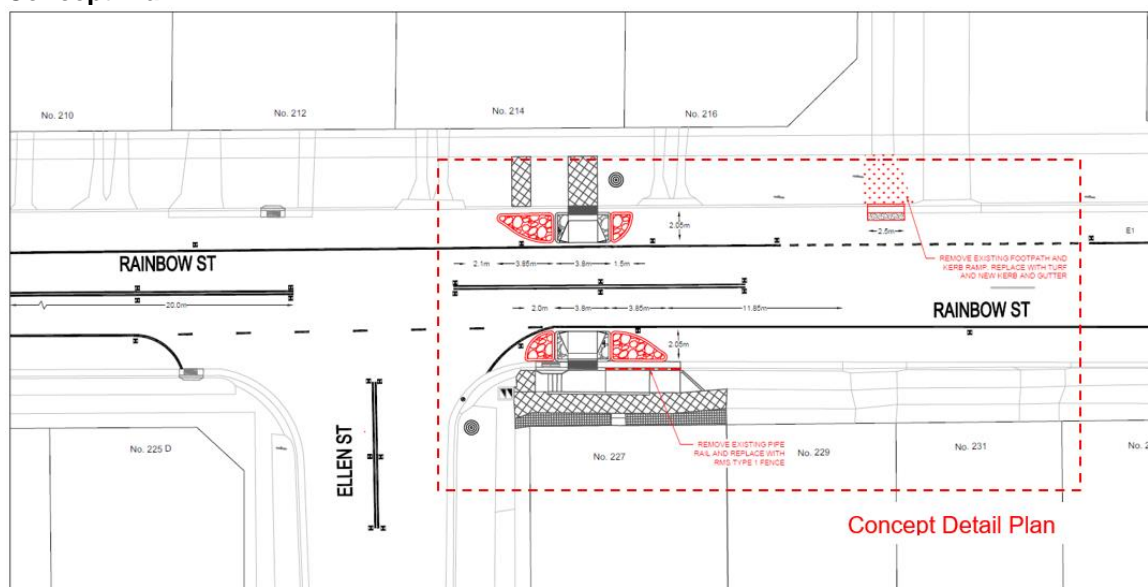 No. 210
No. 212
No. 214
No. 216
2.05m
RAINBOW ST
2.1m
3.85m
3.8m
1.5m
2.5m
E1
REMOVE EXISTING FOOTPATH AND
KERB RAMP. REPLACE WITH TURF
AND NEW KERB AND GUTTER
20.0m
2.0m
3.8m
3.85m
11.85m
RAINBOW ST
2.05m
ELLEN ST
No. 225 D
No. 227
REMOVE EXISTING PIPE
RAIL AND REPLACE WITH
RMS TYPE 1 FENCE
No. 229
No. 231
Concept Detail Plan